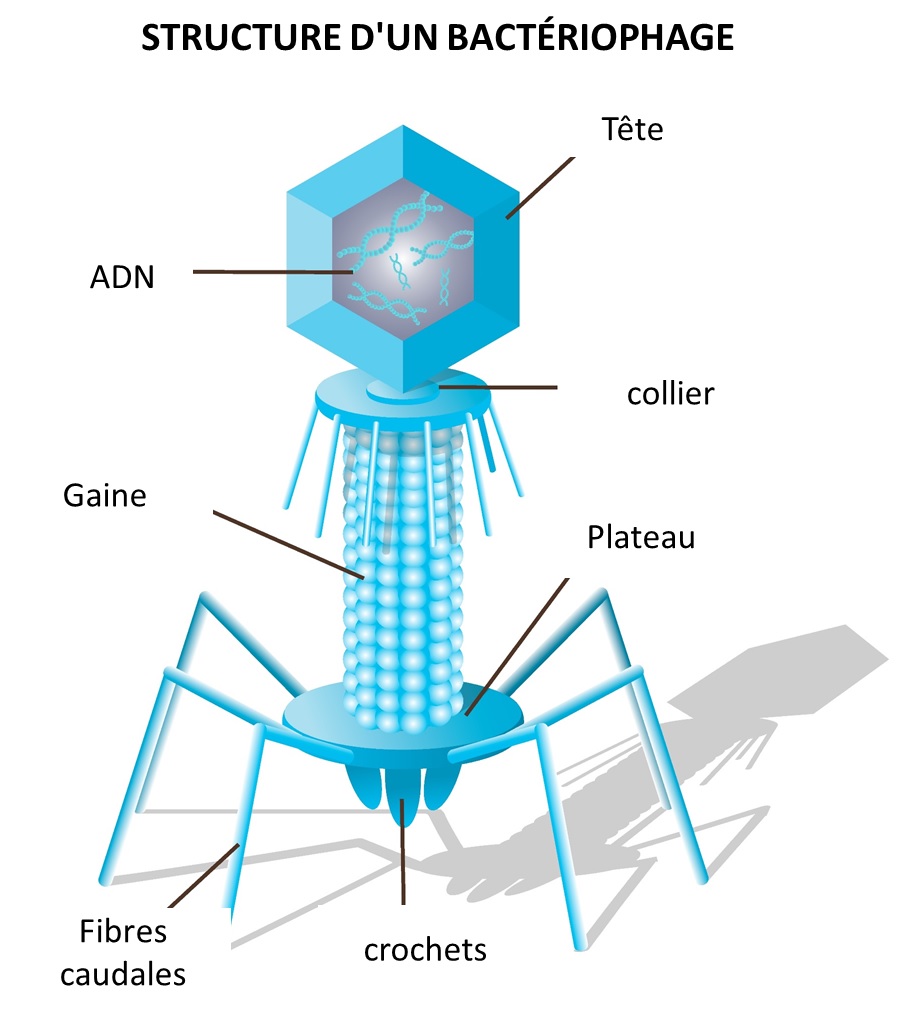 STRUCTURE D'UN BACTÉRIOPHAGE
Tête
ADN
collier
Gaine
Plateau
Fibres
caudales
crochets